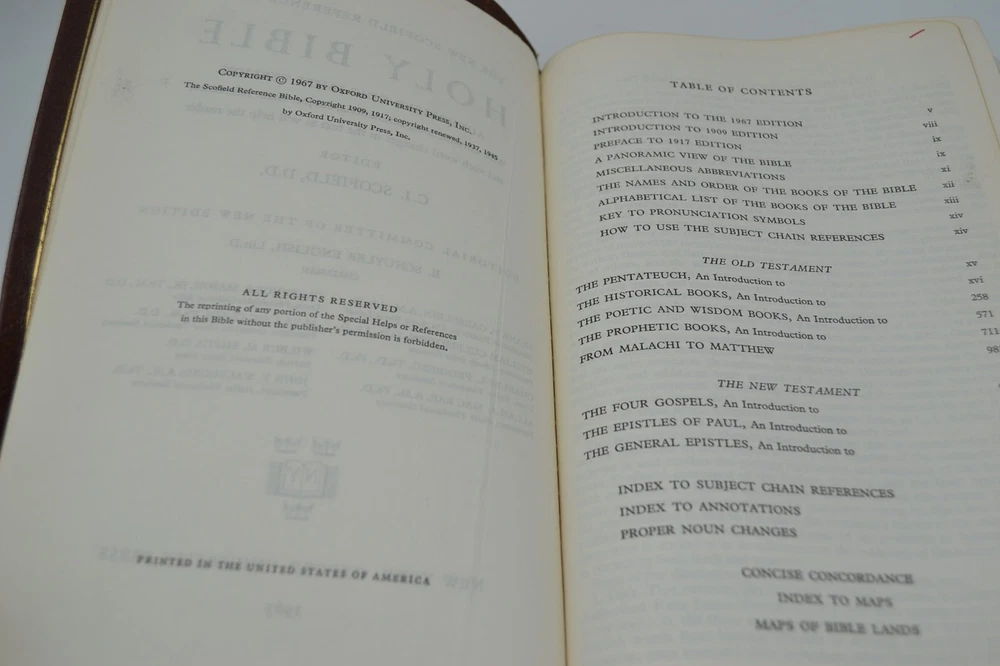 COPYRIGHT © 1967 BY OXFORD UNIVERSITY PRESS, INC.
The Scofield Reference Bible, Copyright 1909, 1917; copyright renewed, 1937, 1945
by Oxford University Press, Inc.
ALL RIGHTS RESERVED
The reprinting of any portion of the Special Helps or References
in this Bible without the publisher's permission is forbidden.
PRINTED IN THE UNITED STATES OF AMERICA
TABLE OF CONTENTS
INTRODUCTION TO THE 1967 EDITION v
INTRODUCTION TO 1909 EDITION viii
PREFACE TO 1917 EDITION ix
A PANORAMIC VIEW OF THE BIBLE ix
MISCELLANEOUS ABBREVIATIONS xi
THE NAMES AND ORDER OF THE BOOKS OF THE BIBLE xii
ALPHABETICAL LIST OF THE BOOKS OF THE BIBLE xiii
KEY TO PRONUNCIATION SYMBOLS xiv
HOW TO USE THE SUBJECT CHAIN REFERENCES xiv
THE OLD TESTAMENT xv
THE PENTATEUCH, An Introduction to xvi
THE HISTORICAL BOOKS, An Introduction to 258
THE POETIC AND WISDOM BOOKS, An Introduction to 571
THE PROPHETIC BOOKS, An Introduction to 711
FROM MALACHI TO MATTHEW
THE NEW TESTAMENT
THE FOUR GOSPELS, An Introduction to
THE EPISTLES OF PAUL, An Introduction to
THE GENERAL EPISTLES, An Introduction to
INDEX TO SUBJECT CHAIN REFERENCES
INDEX TO ANNOTATIONS
PROPER NOUN CHANGES
CONCISE CONCORDANCE
INDEX TO MAPS
MAPS OF BIBLE LANDS